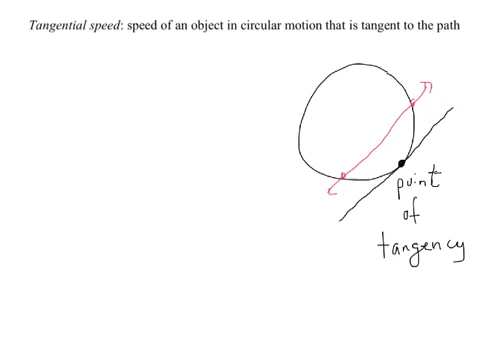 Tangential speed: speed of an object in circular motion that is tangent to the path
point
of
tangency